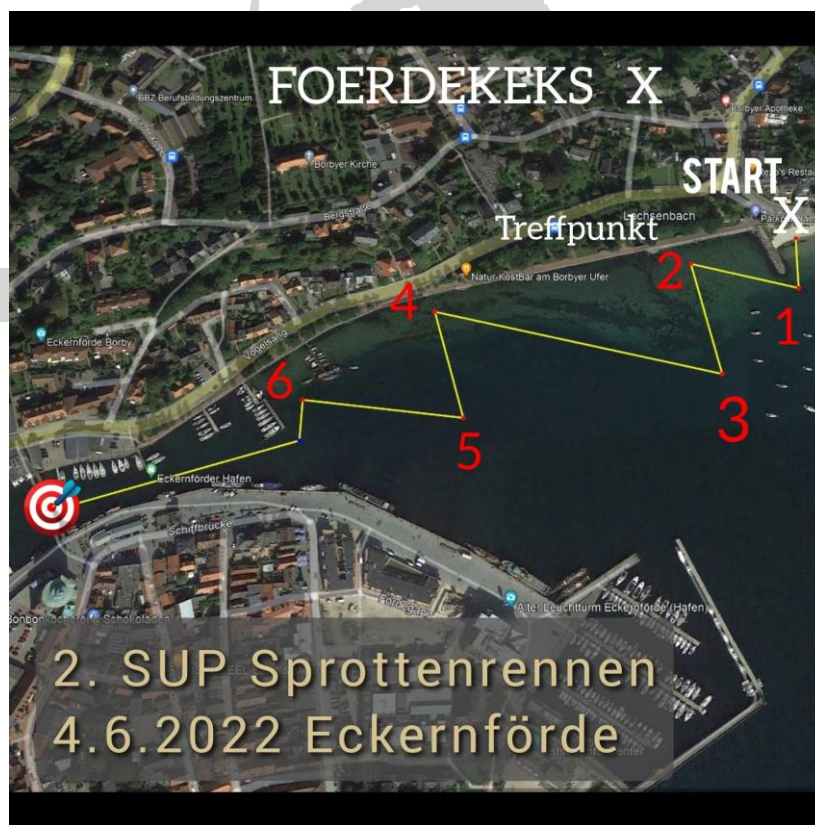 FOERDEKEKS X
BBZ Berufsbildungszentrum
Borbyer Apotheke
Borbyer Kirche
START
X
Bergstraße
Treffpunkt
Lachsenbach
2
Natur-KostBar am Borbyer Ufer
4
1
Eckernförde Borby
Vogelsang
6
3
5
Eckernförder Hafen
Schiffbrücke
Alter Leuchtturm Eckernförde (Hafen)
Bonbonkocherei & Schokoladen
2. SUP Sprottenrennen
4.6.2022 Eckernförde